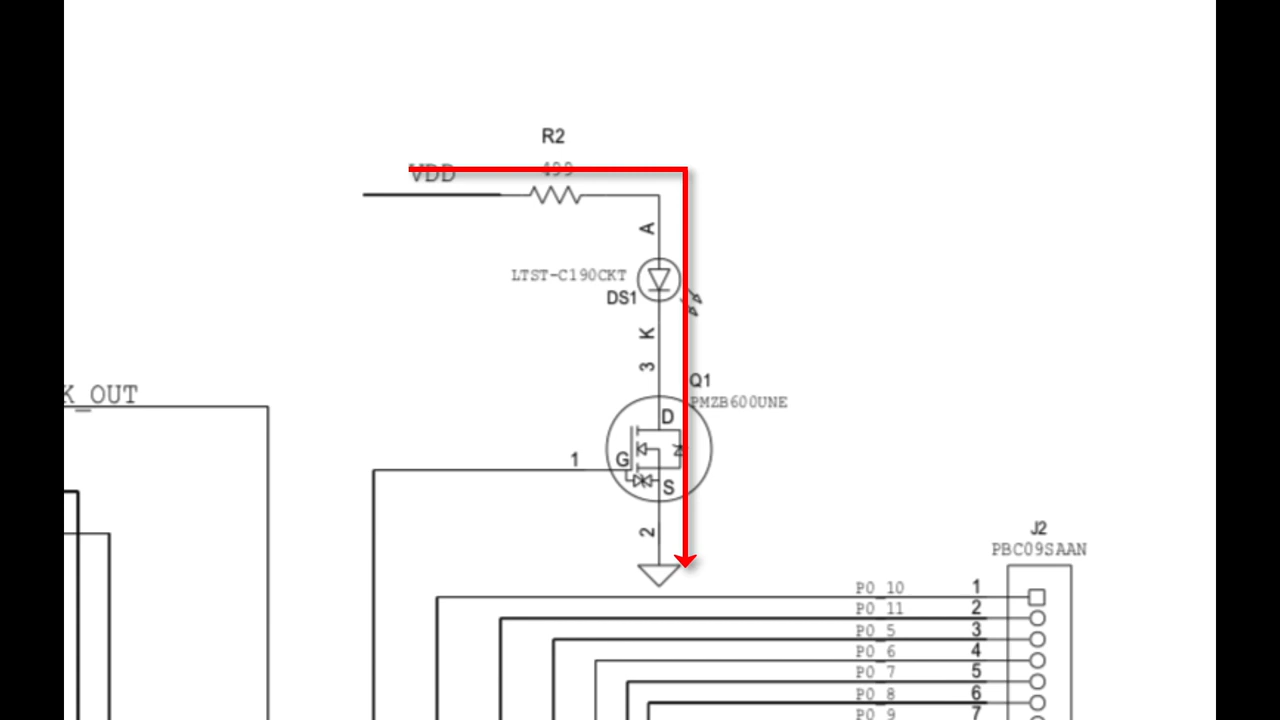 R2
VDD
499
A
LTST-C190CKT
DS1
K
3
Q1
PMZB600UNE
K_OUT
D
1
G
S
2
J2
PBC09SAAN
P0_10 1
P0_11 2
P0_5 3
P0_6 4
P0_7 5
P0_8 6
P0_9 7